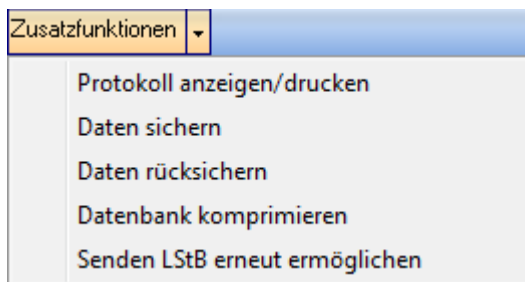 Zusatzfunktionen
Protokoll anzeigen/drucken
Daten sichern
Daten rücksichern
Datenbank komprimieren
Senden LStB erneut ermöglichen